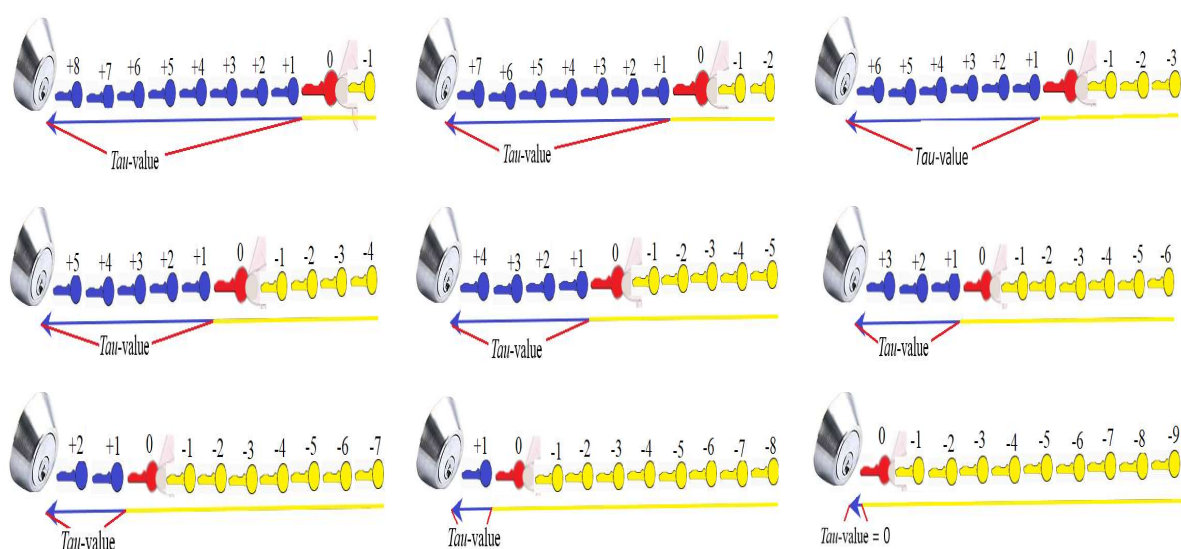 +8 +7 +6 +5 +4 +3 +2 +1 0 -1
Tau-value
+7 +6 +5 +4 +3 +2 +1 0 -1 -2
Tau-value
+6 +5 +4 +3 +2 +1 0 -1 -2 -3
Tau-value
+5 +4 +3 +2 +1 0 -1 -2 -3 -4
Tau-value
+4 +3 +2 +1 0 -1 -2 -3 -4 -5
Tau-value
+3 +2 +1 0 -1 -2 -3 -4 -5 -6
Tau-value
+2 +1 0 -1 -2 -3 -4 -5 -6 -7
Tau-value
+1 0 -1 -2 -3 -4 -5 -6 -7 -8
Tau-value
0 -1 -2 -3 -4 -5 -6 -7 -8 -9
Tau-value = 0